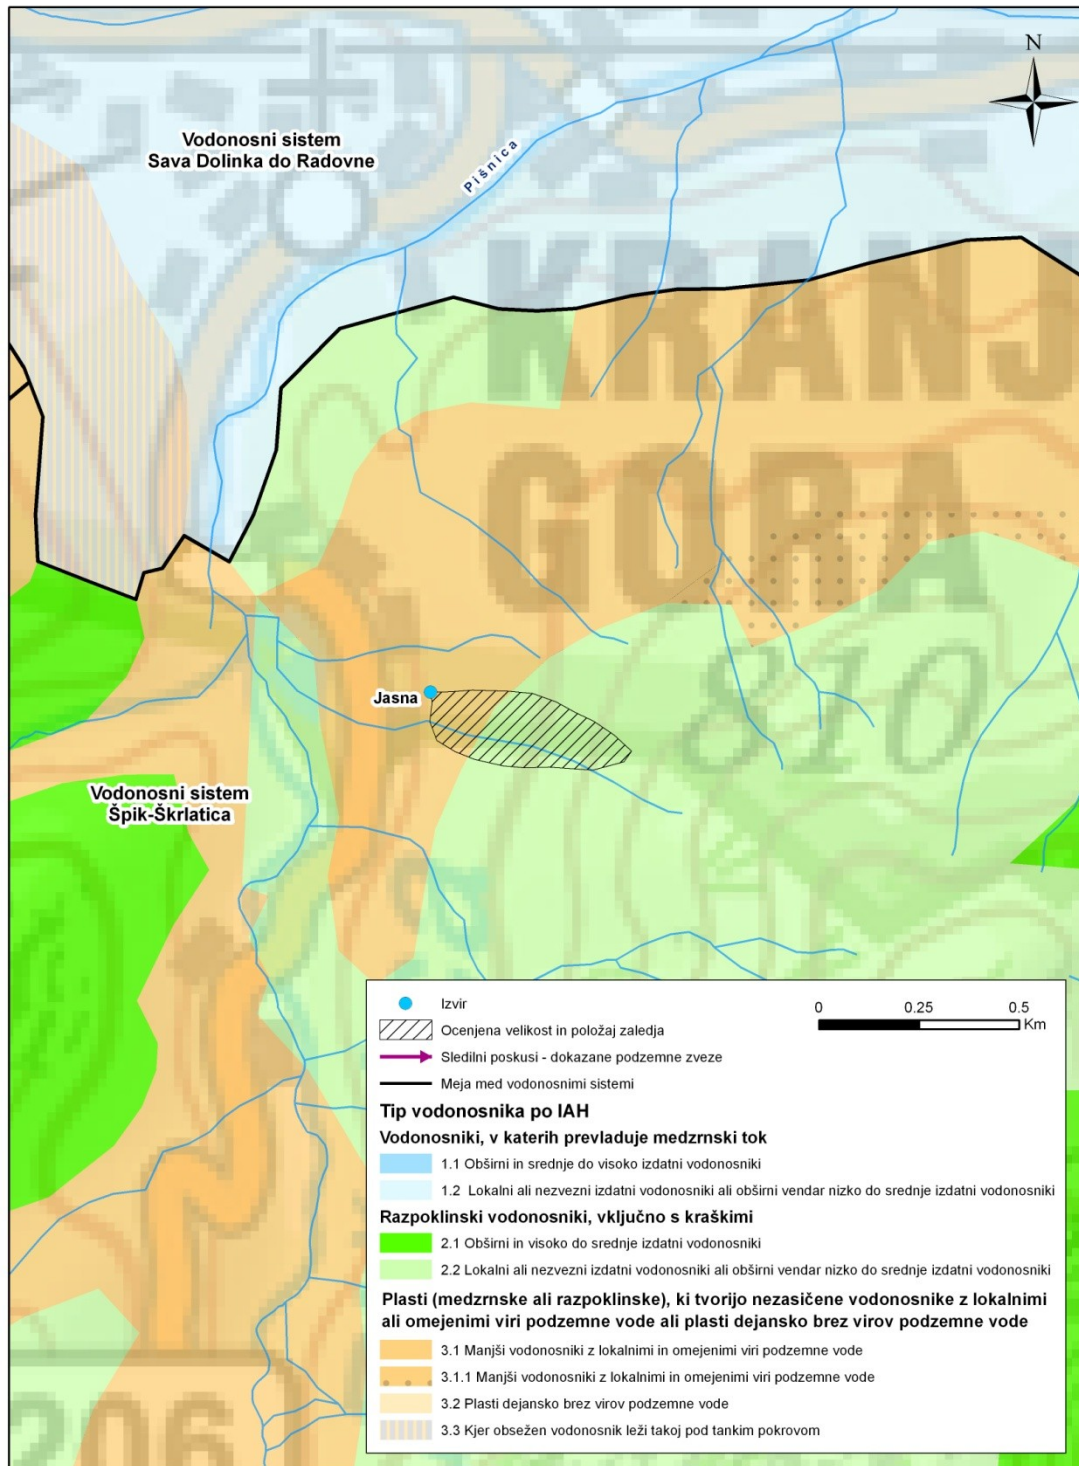 N
Vodonosni sistem
Sava Dolinka do Radovne
Pišnica
KRANJ
GORA
810
Jasna
Vodonosni sistem
Špik-Škrlatica
206
Izvir
Ocenjena velikost in položaj zaledja
Sledilni poskusi - dokazane podzemne zveze
Meja med vodonosnimi sistemi
0 0.25 0.5
Km
Tip vodonosnika po IAH
Vodonosniki, v katerih prevladuje medzrnski tok
1.1 Obširni in srednje do visoko izdatni vodonosniki
1.2 Lokalni ali nezvezni izdatni vodonosniki ali obširni vendar nizko do srednje izdatni vodonosniki
Razpoklinski vodonosniki, vključno s kraškimi
2.1 Obširni in visoko do srednje izdatni vodonosniki
2.2 Lokalni ali nezvezni izdatni vodonosniki ali obširni vendar nizko do srednje izdatni vodonosniki
Plasti (medzrnske ali razpoklinske), ki tvorijo nezasičene vodonosnike z lokalnimi
ali omejenimi viri podzemne vode ali plasti dejansko brez virov podzemne vode
3.1 Manjši vodonosniki z lokalnimi in omejenimi viri podzemne vode
3.1.1 Manjši vodonosniki z lokalnimi in omejenimi viri podzemne vode
3.2 Plasti dejansko brez virov podzemne vode
3.3 Kjer obsežen vodonosnik leži takoj pod tankim pokrovom